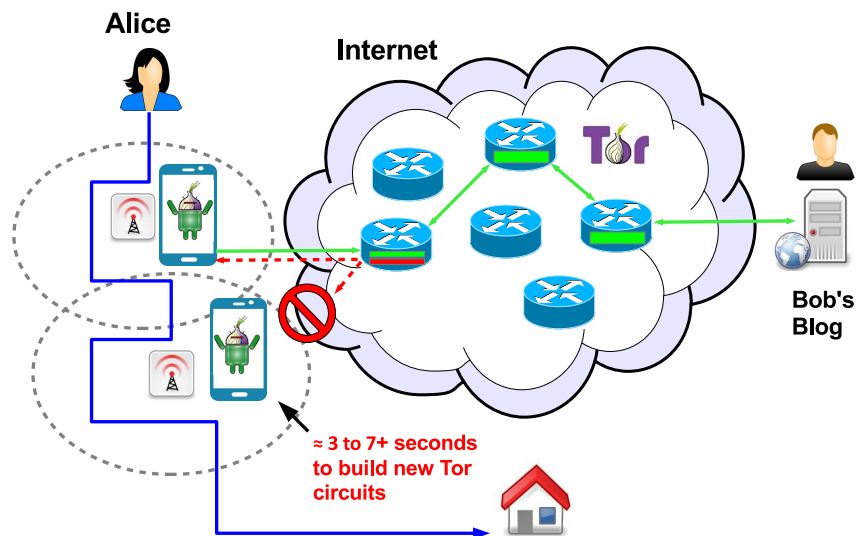 Alice
Internet
Tor
Bob's
Blog
≈ 3 to 7+ seconds
to build new Tor
circuits